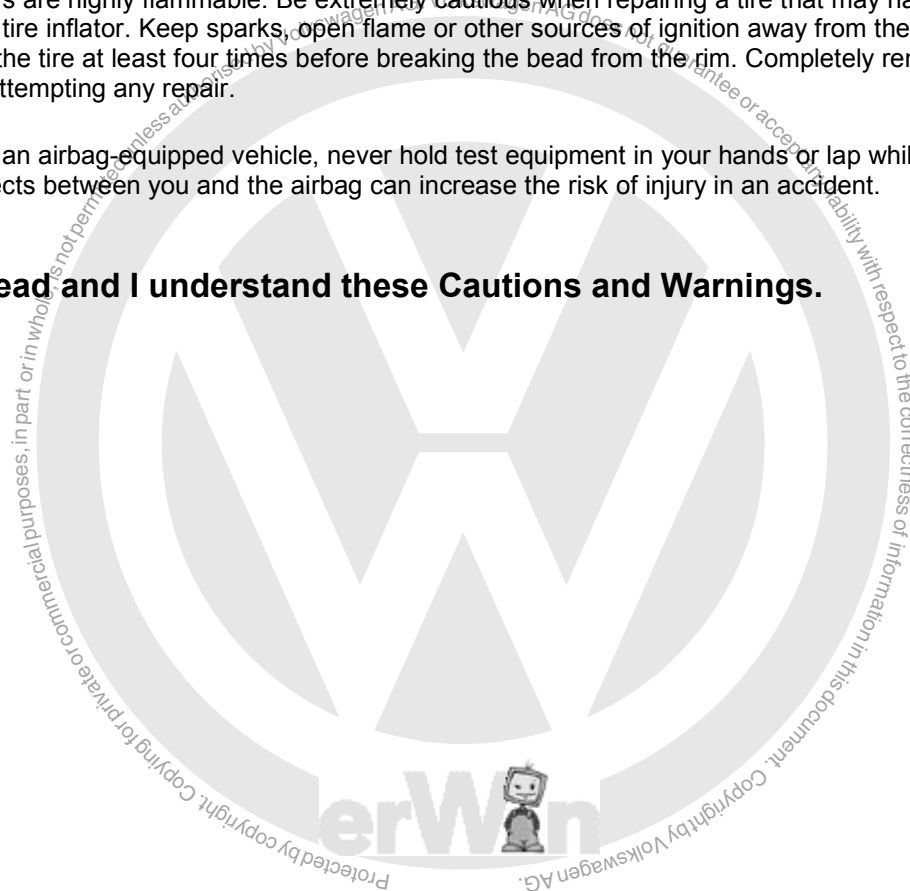 rs are highly flammable. Be extremely cautious when repairing a tire that may ha
tire inflator. Keep sparks, open flame or other sources of ignition away from the
the tire at least four times before breaking the bead from the rim. Completely rer
ttempting any repair.
an airbag-equipped vehicle, never hold test equipment in your hands or lap whil
ects between you and the airbag can increase the risk of injury in an accident.
ead and I understand these Cautions and Warnings.
Protected by copyright. Copying for private or commercial purposes, in part or in whole, is not permitted unless authorised by Volkswagen AG. Volkswagen AG does not guarantee or accept any liability with respect to the correctness of information in this document. Copyright by Volkswagen AG.
erWin